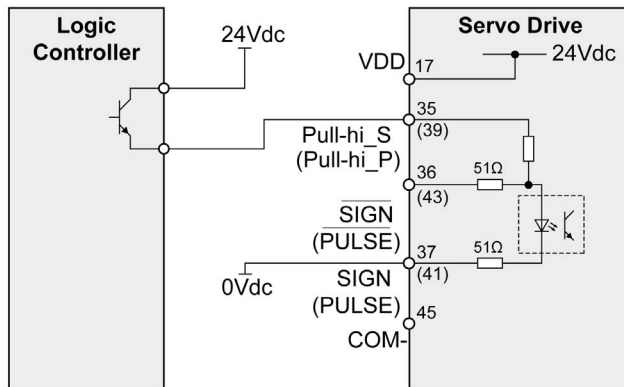 Logic
Controller
Servo Drive
24Vdc
24Vdc
VDD
17
35
Pull-hi_S
(39)
(Pull-hi_P)
36
51Ω
(43)
SIGN
(PULSE)
37
51Ω
0Vdc
SIGN
(41)
(PULSE)
45
COM-